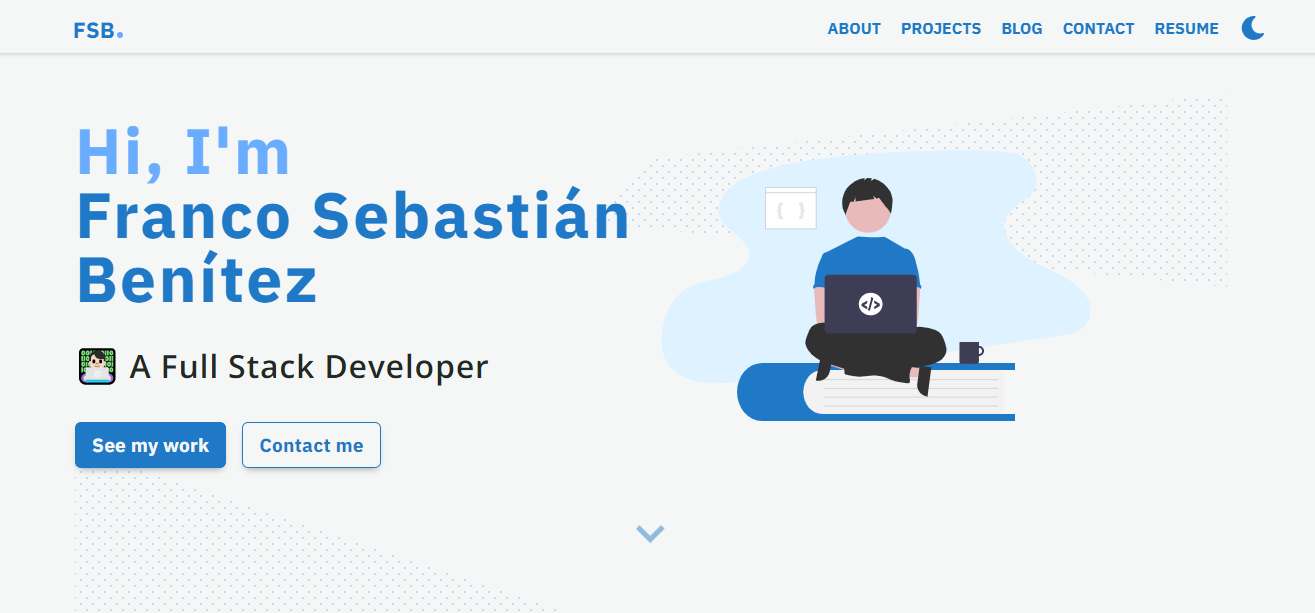 FSB.
ABOUT PROJECTS BLOG CONTACT RESUME
Hi, I'm
Franco Sebastián
Benítez
{ }
</>
A Full Stack Developer
See my work Contact me